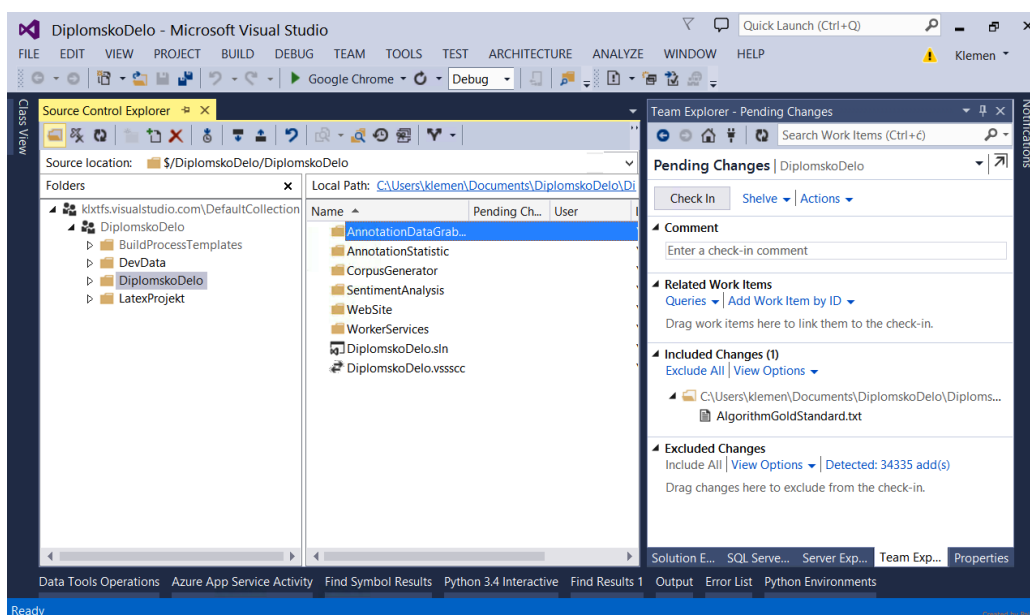 DiplomskoDelo - Microsoft Visual Studio
Quick Launch (Ctrl+Q)
FILE EDIT VIEW PROJECT BUILD DEBUG TEAM TOOLS TEST ARCHITECTURE ANALYZE WINDOW HELP
Klemen
Google Chrome
Debug
Class View
Source Control Explorer
Source location: $/DiplomskoDelo/DiplomskoDelo
Folders
klxtfs.visualstudio.com\DefaultCollection
DiplomskoDelo
BuildProcessTemplates
DevData
DiplomskoDelo
LatexProjekt
Local Path: C:\Users\klemen\Documents\DiplomskoDelo\Di
Name Pending Ch... User
AnnotationDataGrab...
AnnotationStatistic
CorpusGenerator
SentimentAnalysis
WebSite
WorkerServices
DiplomskoDelo.sln
DiplomskoDelo.vssscc
Team Explorer - Pending Changes
Search Work Items (Ctrl+ć)
Pending Changes | DiplomskoDelo
Check In Shelve Actions
Comment
Enter a check-in comment
Related Work Items
Queries | Add Work Item by ID
Drag work items here to link them to the check-in.
Included Changes (1)
Exclude All | View Options
C:\Users\klemen\Documents\DiplomskoDelo\Diploms...
AlgorithmGoldStandard.txt
Excluded Changes
Include All | View Options | Detected: 34335 add(s)
Drag changes here to exclude from the check-in.
Solution E... SQL Serve... Server Exp... Team Exp... Properties
Notifications
Data Tools Operations Azure App Service Activity Find Symbol Results Python 3.4 Interactive Find Results 1 Output Error List Python Environments
Ready